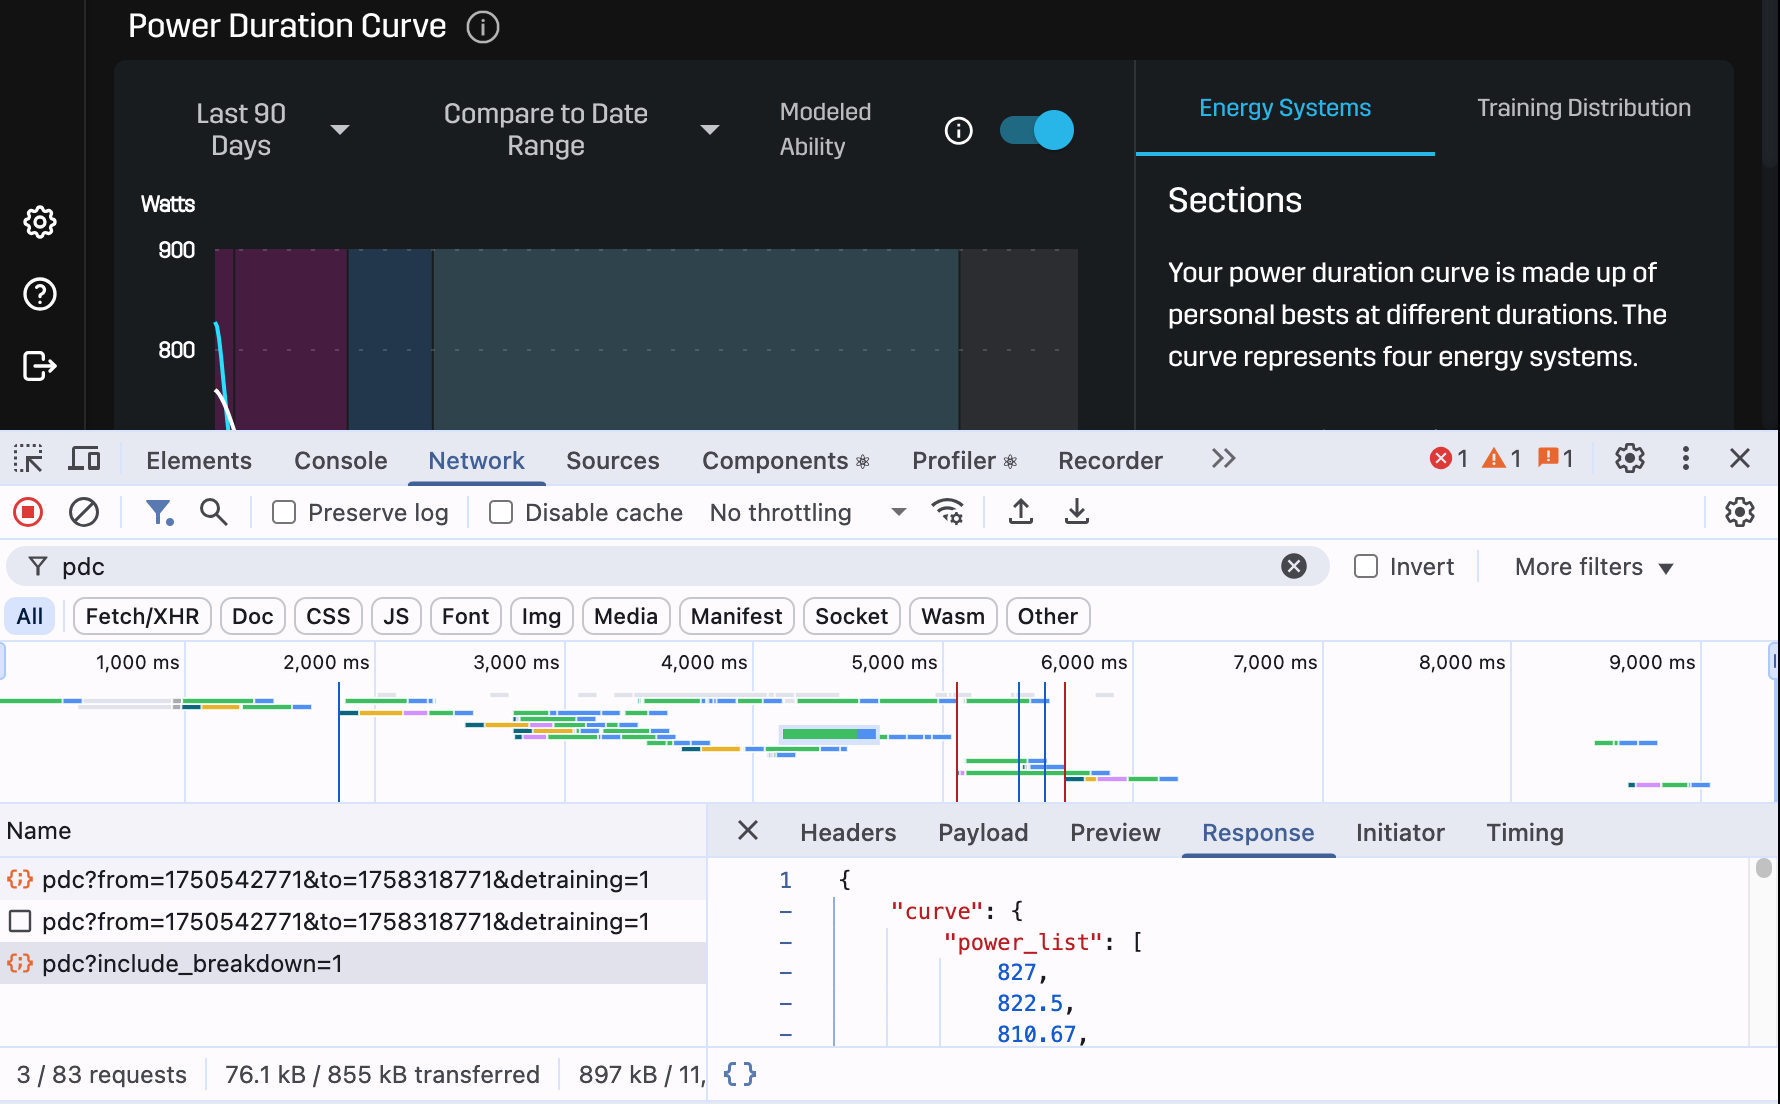 Power Duration Curve
Last 90
Days
Compare to Date
Range
Modeled
Ability
Energy Systems
Training Distribution
Watts
900
800
Sections
Your power duration curve is made up of
personal bests at different durations. The
curve represents four energy systems.
Elements
Console
Network
Sources
Components
Profiler
Recorder
1
1
1
Preserve log
Disable cache
No throttling
pdc
Invert
More filters
All
Fetch/XHR
Doc
CSS
JS
Font
Img
Media
Manifest
Socket
Wasm
Other
1,000 ms
2,000 ms
3,000 ms
4,000 ms
5,000 ms
6,000 ms
7,000 ms
8,000 ms
9,000 ms
Name
Headers
Payload
Preview
Response
Initiator
Timing
pdc?from=1750542771&to=1758318771&detraining=1
pdc?from=1750542771&to=1758318771&detraining=1
pdc?include_breakdown=1
1
{
"curve": {
"power_list": [
827,
822.5,
810.67,
3 / 83 requests
76.1 kB / 855 kB transferred
897 kB / 11,
{ }